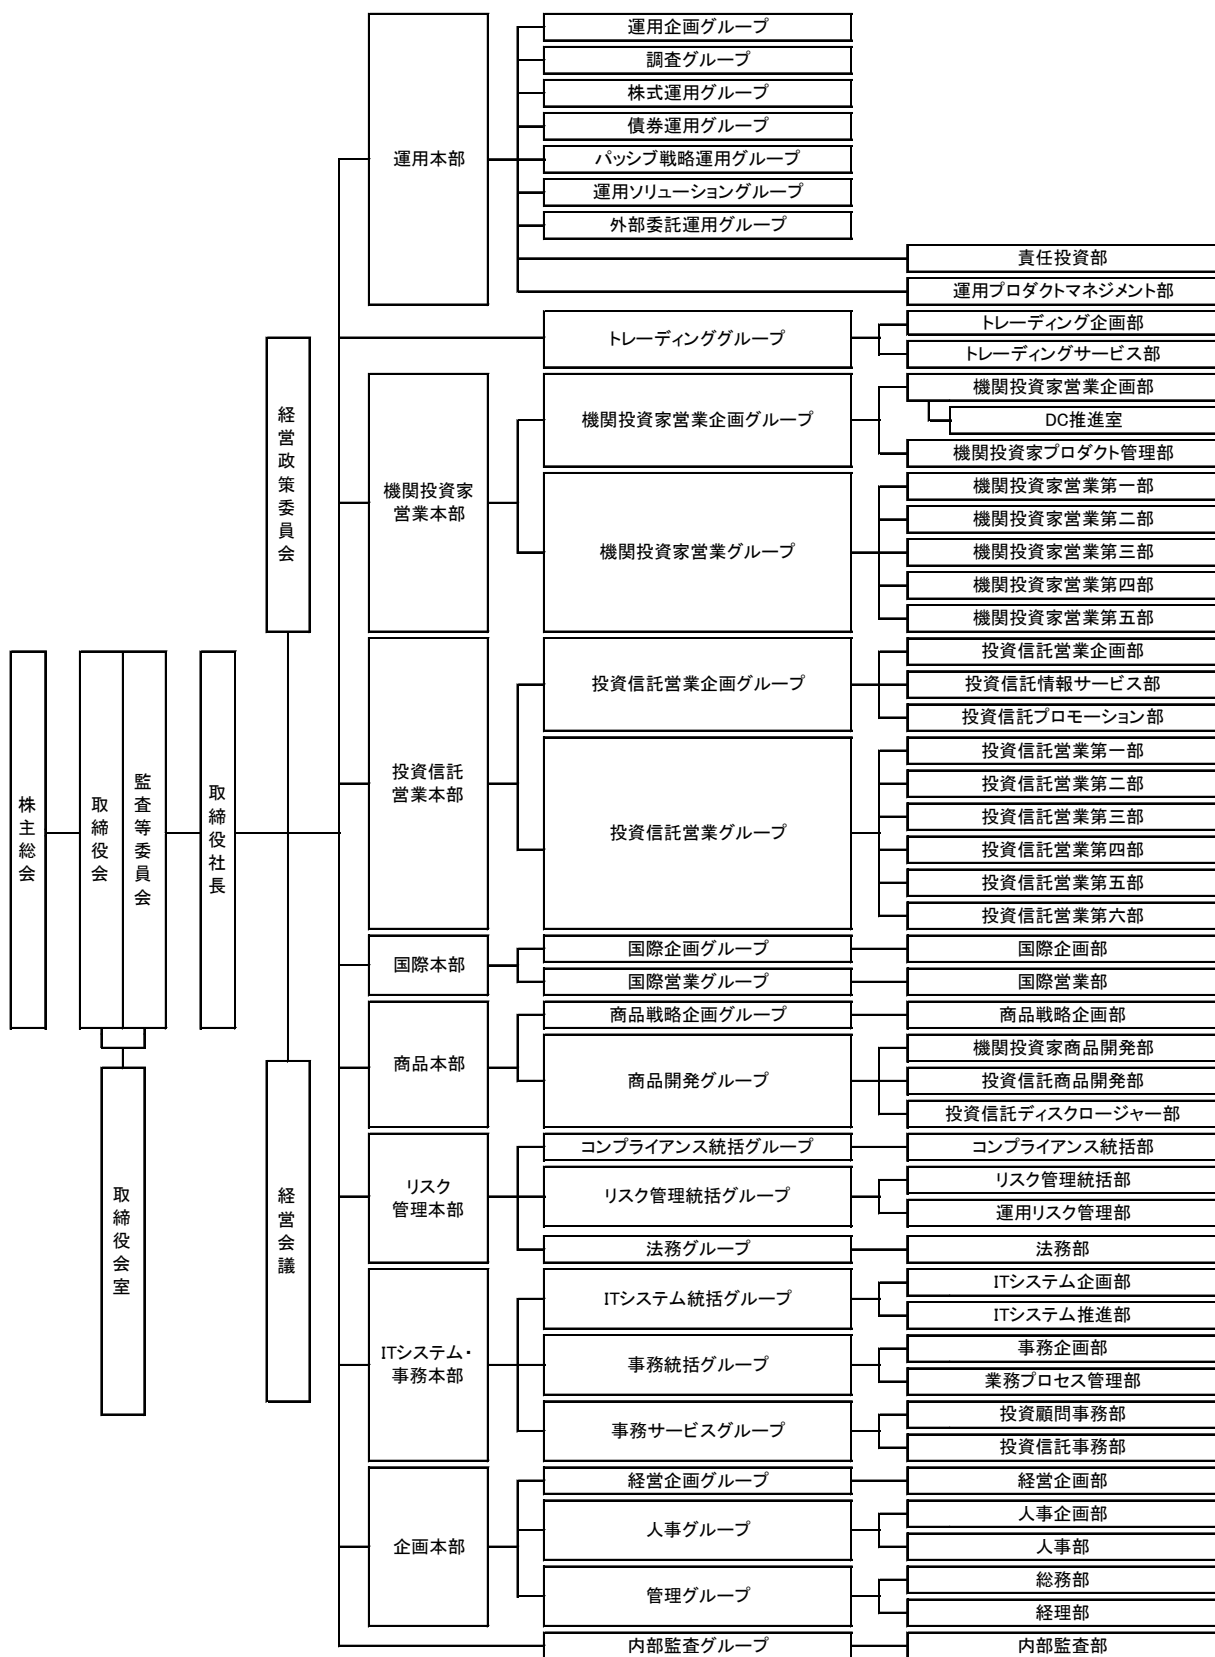 株主総会
取締役会
監査等委員会
取締役会室
取締役社長
経営政策委員会
経営会議
運用本部
運用企画グループ
調査グループ
株式運用グループ
債券運用グループ
パッシブ戦略運用グループ
運用ソリューショングループ
外部委託運用グループ
責任投資部
運用プロダクトマネジメント部
トレーディンググループ
トレーディング企画部
トレーディングサービス部
機関投資家
営業本部
機関投資家営業企画グループ
機関投資家営業企画部
DC推進室
機関投資家プロダクト管理部
機関投資家営業グループ
機関投資家営業第一部
機関投資家営業第二部
機関投資家営業第三部
機関投資家営業第四部
機関投資家営業第五部
投資信託
営業本部
投資信託営業企画グループ
投資信託営業企画部
投資信託情報サービス部
投資信託プロモーション部
投資信託営業グループ
投資信託営業第一部
投資信託営業第二部
投資信託営業第三部
投資信託営業第四部
投資信託営業第五部
投資信託営業第六部
国際本部
国際企画グループ
国際企画部
国際営業グループ
国際営業部
商品本部
商品戦略企画グループ
商品戦略企画部
商品開発グループ
機関投資家商品開発部
投資信託商品開発部
投資信託ディスクロージャー部
リスク
管理本部
コンプライアンス統括グループ
コンプライアンス統括部
リスク管理統括グループ
リスク管理統括部
運用リスク管理部
法務グループ
法務部
ITシステム・
事務本部
ITシステム統括グループ
ITシステム企画部
ITシステム推進部
事務統括グループ
事務企画部
業務プロセス管理部
事務サービスグループ
投資顧問事務部
投資信託事務部
企画本部
経営企画グループ
経営企画部
人事グループ
人事企画部
人事部
管理グループ
総務部
経理部
内部監査グループ
内部監査部